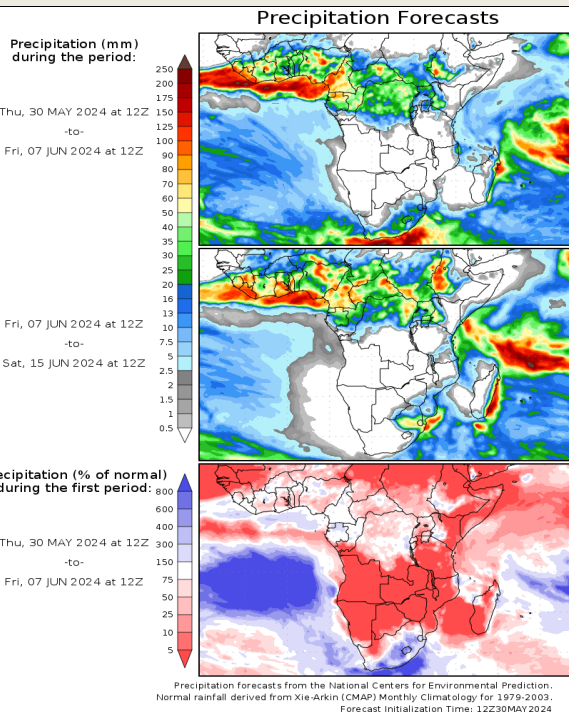 Precipitation Forecasts
Precipitation (mm)
during the period:
250
200
175
150
125
100
90
80
70
60
50
40
35
30
25
20
16
13
10
7.5
5
2.5
2
1.5
1
0.5
Thu, 30 MAY 2024 at 12Z
-to-
Fri, 07 JUN 2024 at 12Z
Fri, 07 JUN 2024 at 12Z
-to-
Sat, 15 JUN 2024 at 12Z
ecipitation (% of normal)
during the first period:
800
600
400
300
150
75
50
25
10
5
Thu, 30 MAY 2024 at 12Z
-to-
Fri, 07 JUN 2024 at 12Z
Precipitation forecasts from the National Centers for Environmental Prediction.
Normal rainfall derived from Xie-Arkin (CMAP) Monthly Climatology for 1979-2003.
Forecast Initialization Time: 12Z30MAY2024